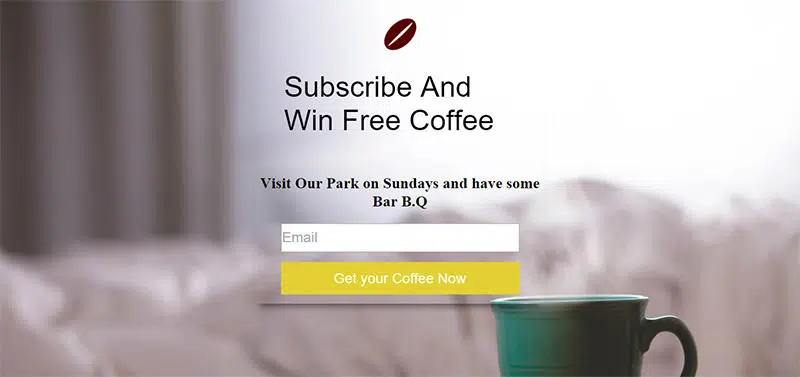 Subscribe And
Win Free Coffee
Visit Our Park on Sundays and have some
Bar B.Q
Email
Get your Coffee Now